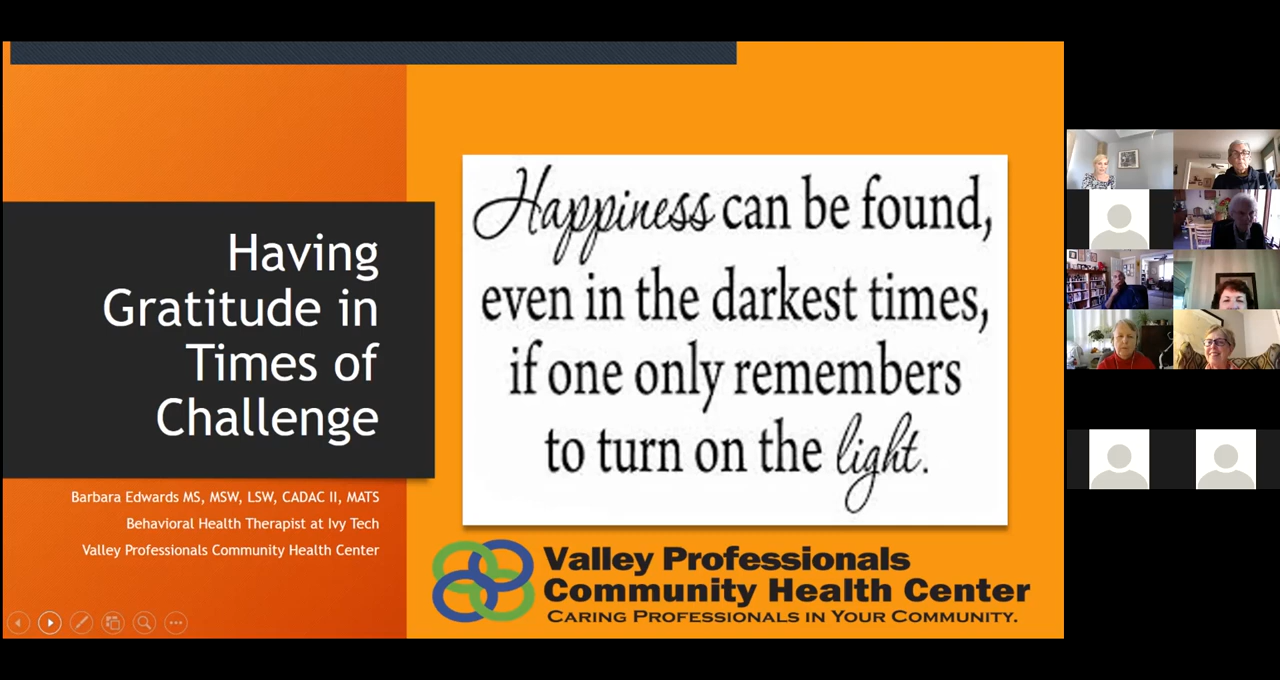 Having
Gratitude in
Times of
Challenge
Barbara Edwards MS, MSW, LSW, CADAC II, MATS
Behavioral Health Therapist at Ivy Tech
Valley Professionals Community Health Center
Happiness can be found,
even in the darkest times,
if one only remembers
to turn on the light.
Valley Professionals
Community Health Center
CARING PROFESSIONALS IN YOUR COMMUNITY.